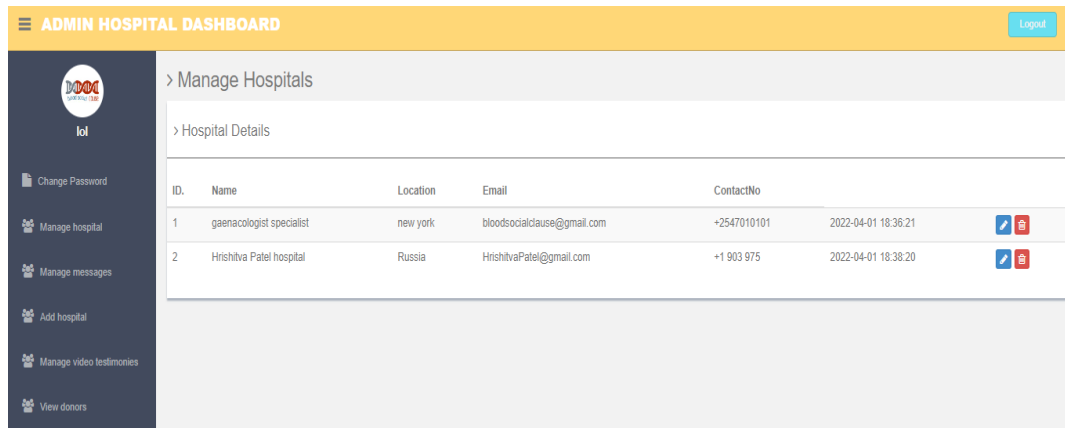 ADMIN HOSPITAL DASHBOARD
Logout
lol
Change Password
Manage hospital
Manage messages
Add hospital
Manage video testimonies
View donors
> Manage Hospitals
> Hospital Details
ID. Name Location Email ContactNo
1 gaenacologist specialist new york bloodsocialclause@gmail.com +2547010101 2022-04-01 18:36:21
2 Hrishitva Patel hospital Russia HrishitvaPatel@gmail.com +1 903 975 2022-04-01 18:38:20